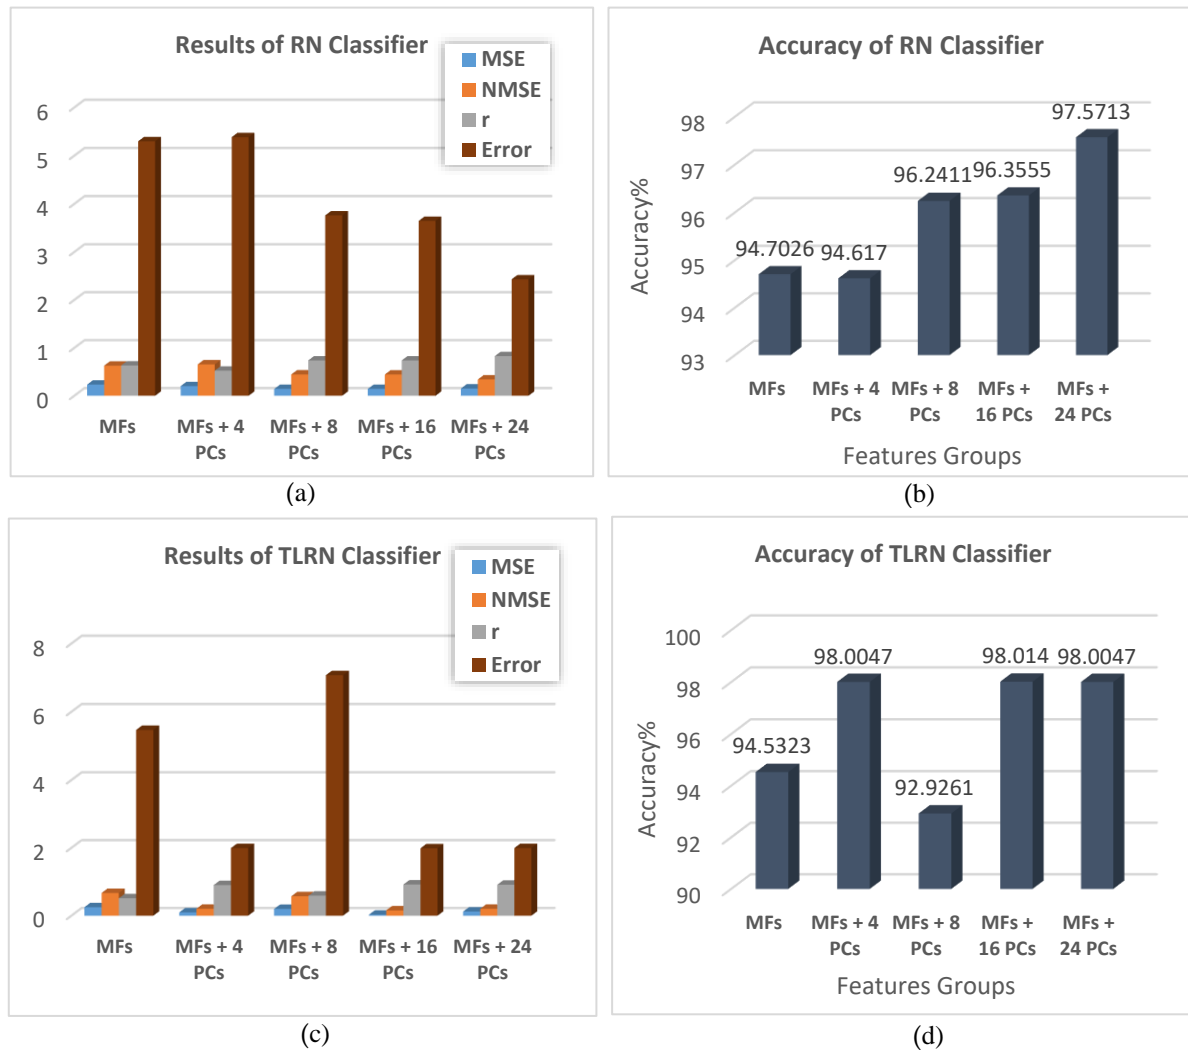 Results of RN Classifier
MSE
NMSE
r
Error
6
5
4
3
2
1
0
MFs
MFs + 4
PCs
MFs + 8
PCs
MFs + 16
PCs
MFs + 24
PCs
(a)
Accuracy of RN Classifier
Accuracy%
98
97
96
95
94
93
94.7026
94.617
96.2411
96.3555
97.5713
MFs
MFs + 4
PCs
MFs + 8
PCs
MFs +
16 PCs
MFs +
24 PCs
Features Groups
(b)
Results of TLRN Classifier
MSE
NMSE
r
Error
8
6
4
2
0
MFs
MFs + 4
PCs
MFs + 8
PCs
MFs + 16
PCs
MFs + 24
PCs
(c)
Accuracy of TLRN Classifier
Accuracy%
100
98
96
94
92
90
94.5323
98.0047
92.9261
98.014
98.0047
MFs
MFs + 4
PCs
MFs + 8
PCs
MFs +
16 PCs
MFs +
24 PCs
Features Groups
(d)